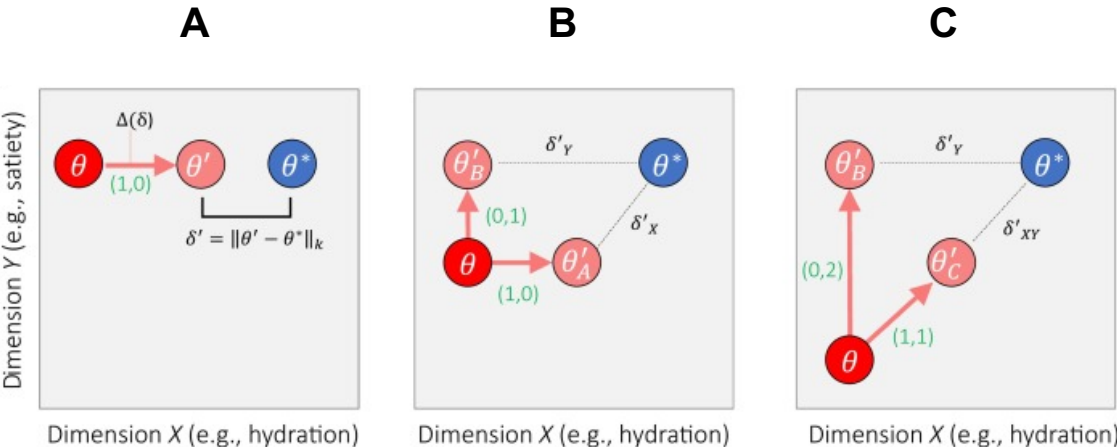 A
B
C
Dimension Y (e.g., satiety)
Δ(δ)
θ
θ′
θ*
(1,0)
δ′ = ‖θ′ − θ*‖ₖ
Dimension X (e.g., hydration)
θ′B
δ′Y
θ*
(0,1)
δ′X
θ
θ′A
(1,0)
Dimension X (e.g., hydration)
θ′B
δ′Y
θ*
δ′XY
(0,2)
θ′C
(1,1)
θ
Dimension X (e.g., hydration)